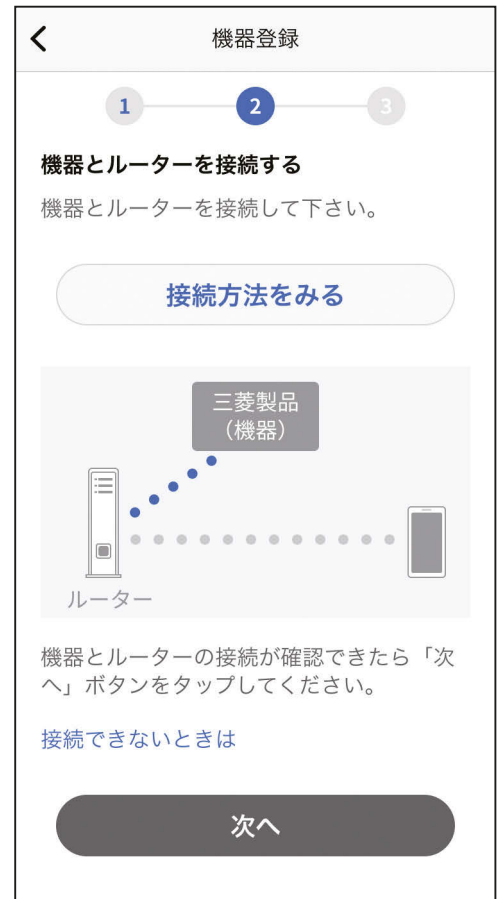 機器登録
1 2 3
機器とルーターを接続する
機器とルーターを接続して下さい。
接続方法をみる
三菱製品
（機器）
ルーター
機器とルーターの接続が確認できたら「次
へ」ボタンをタップしてください。
接続できないときは
次へ